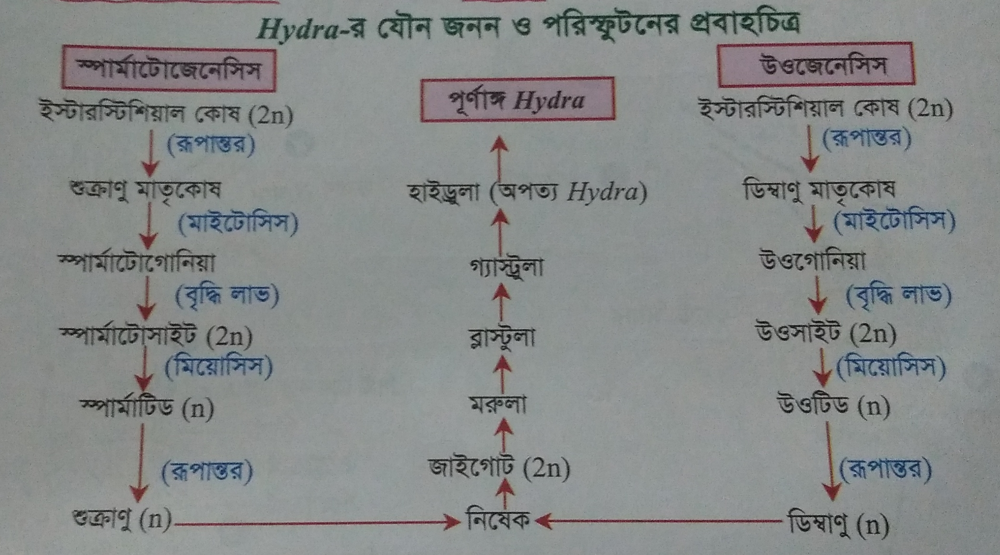 Hydra-র যৌন জনন ও পরিস্ফুটনের প্রবাহচিত্র
স্পার্মাটোজেনেসিস
ইন্টারস্টিশিয়াল কোষ (2n)
(রূপান্তর)
শুক্রাণু মাতৃকোষ
(মাইটোসিস)
স্পার্মাটোগোনিয়া
(বৃদ্ধি লাভ)
স্পার্মাটোসাইট (2n)
(মিয়োসিস)
স্পার্মাটিড (n)
(রূপান্তর)
শুক্রাণু (n)
পূর্ণাঙ্গ Hydra
হাইড্রুলা (অপত্য Hydra)
গ্যাস্ট্রুলা
ব্লাস্টুলা
মরুলা
জাইগোট (2n)
নিষেক
উওজেনেসিস
ইন্টারস্টিশিয়াল কোষ (2n)
(রূপান্তর)
ডিম্বাণু মাতৃকোষ
(মাইটোসিস)
উওগোনিয়া
(বৃদ্ধি লাভ)
উওসাইট (2n)
(মিয়োসিস)
উওটিড (n)
(রূপান্তর)
ডিম্বাণু (n)